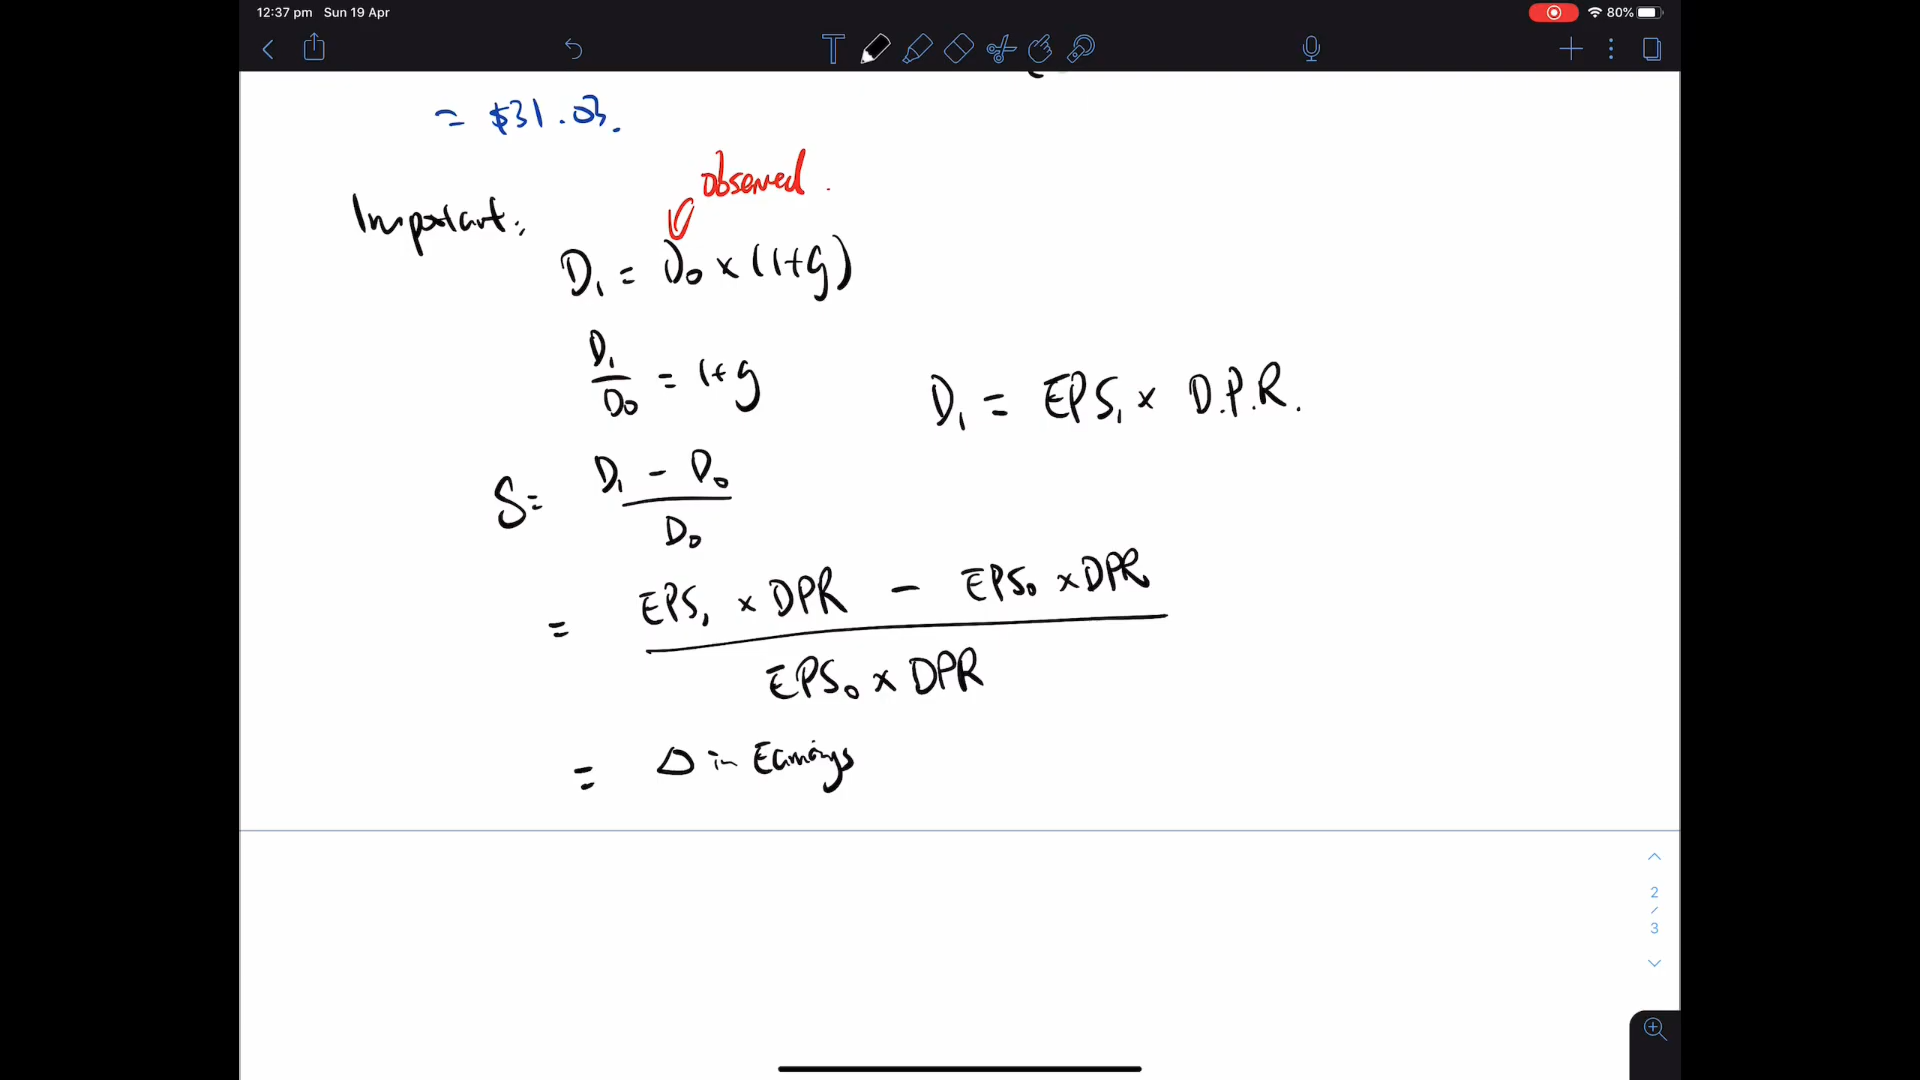 12:37 pm Sun 19 Apr
80%
= $31.03.
observed.
Important:
D₁ = D₀ × (1+g)
D₁/D₀ = 1+g
D₁ = EPS₁ × D.P.R.
g = (D₁ - D₀)/D₀
= (EPS₁ × DPR - EPS₀ × DPR)/(EPS₀ × DPR)
= Δ in Earnings
2/3